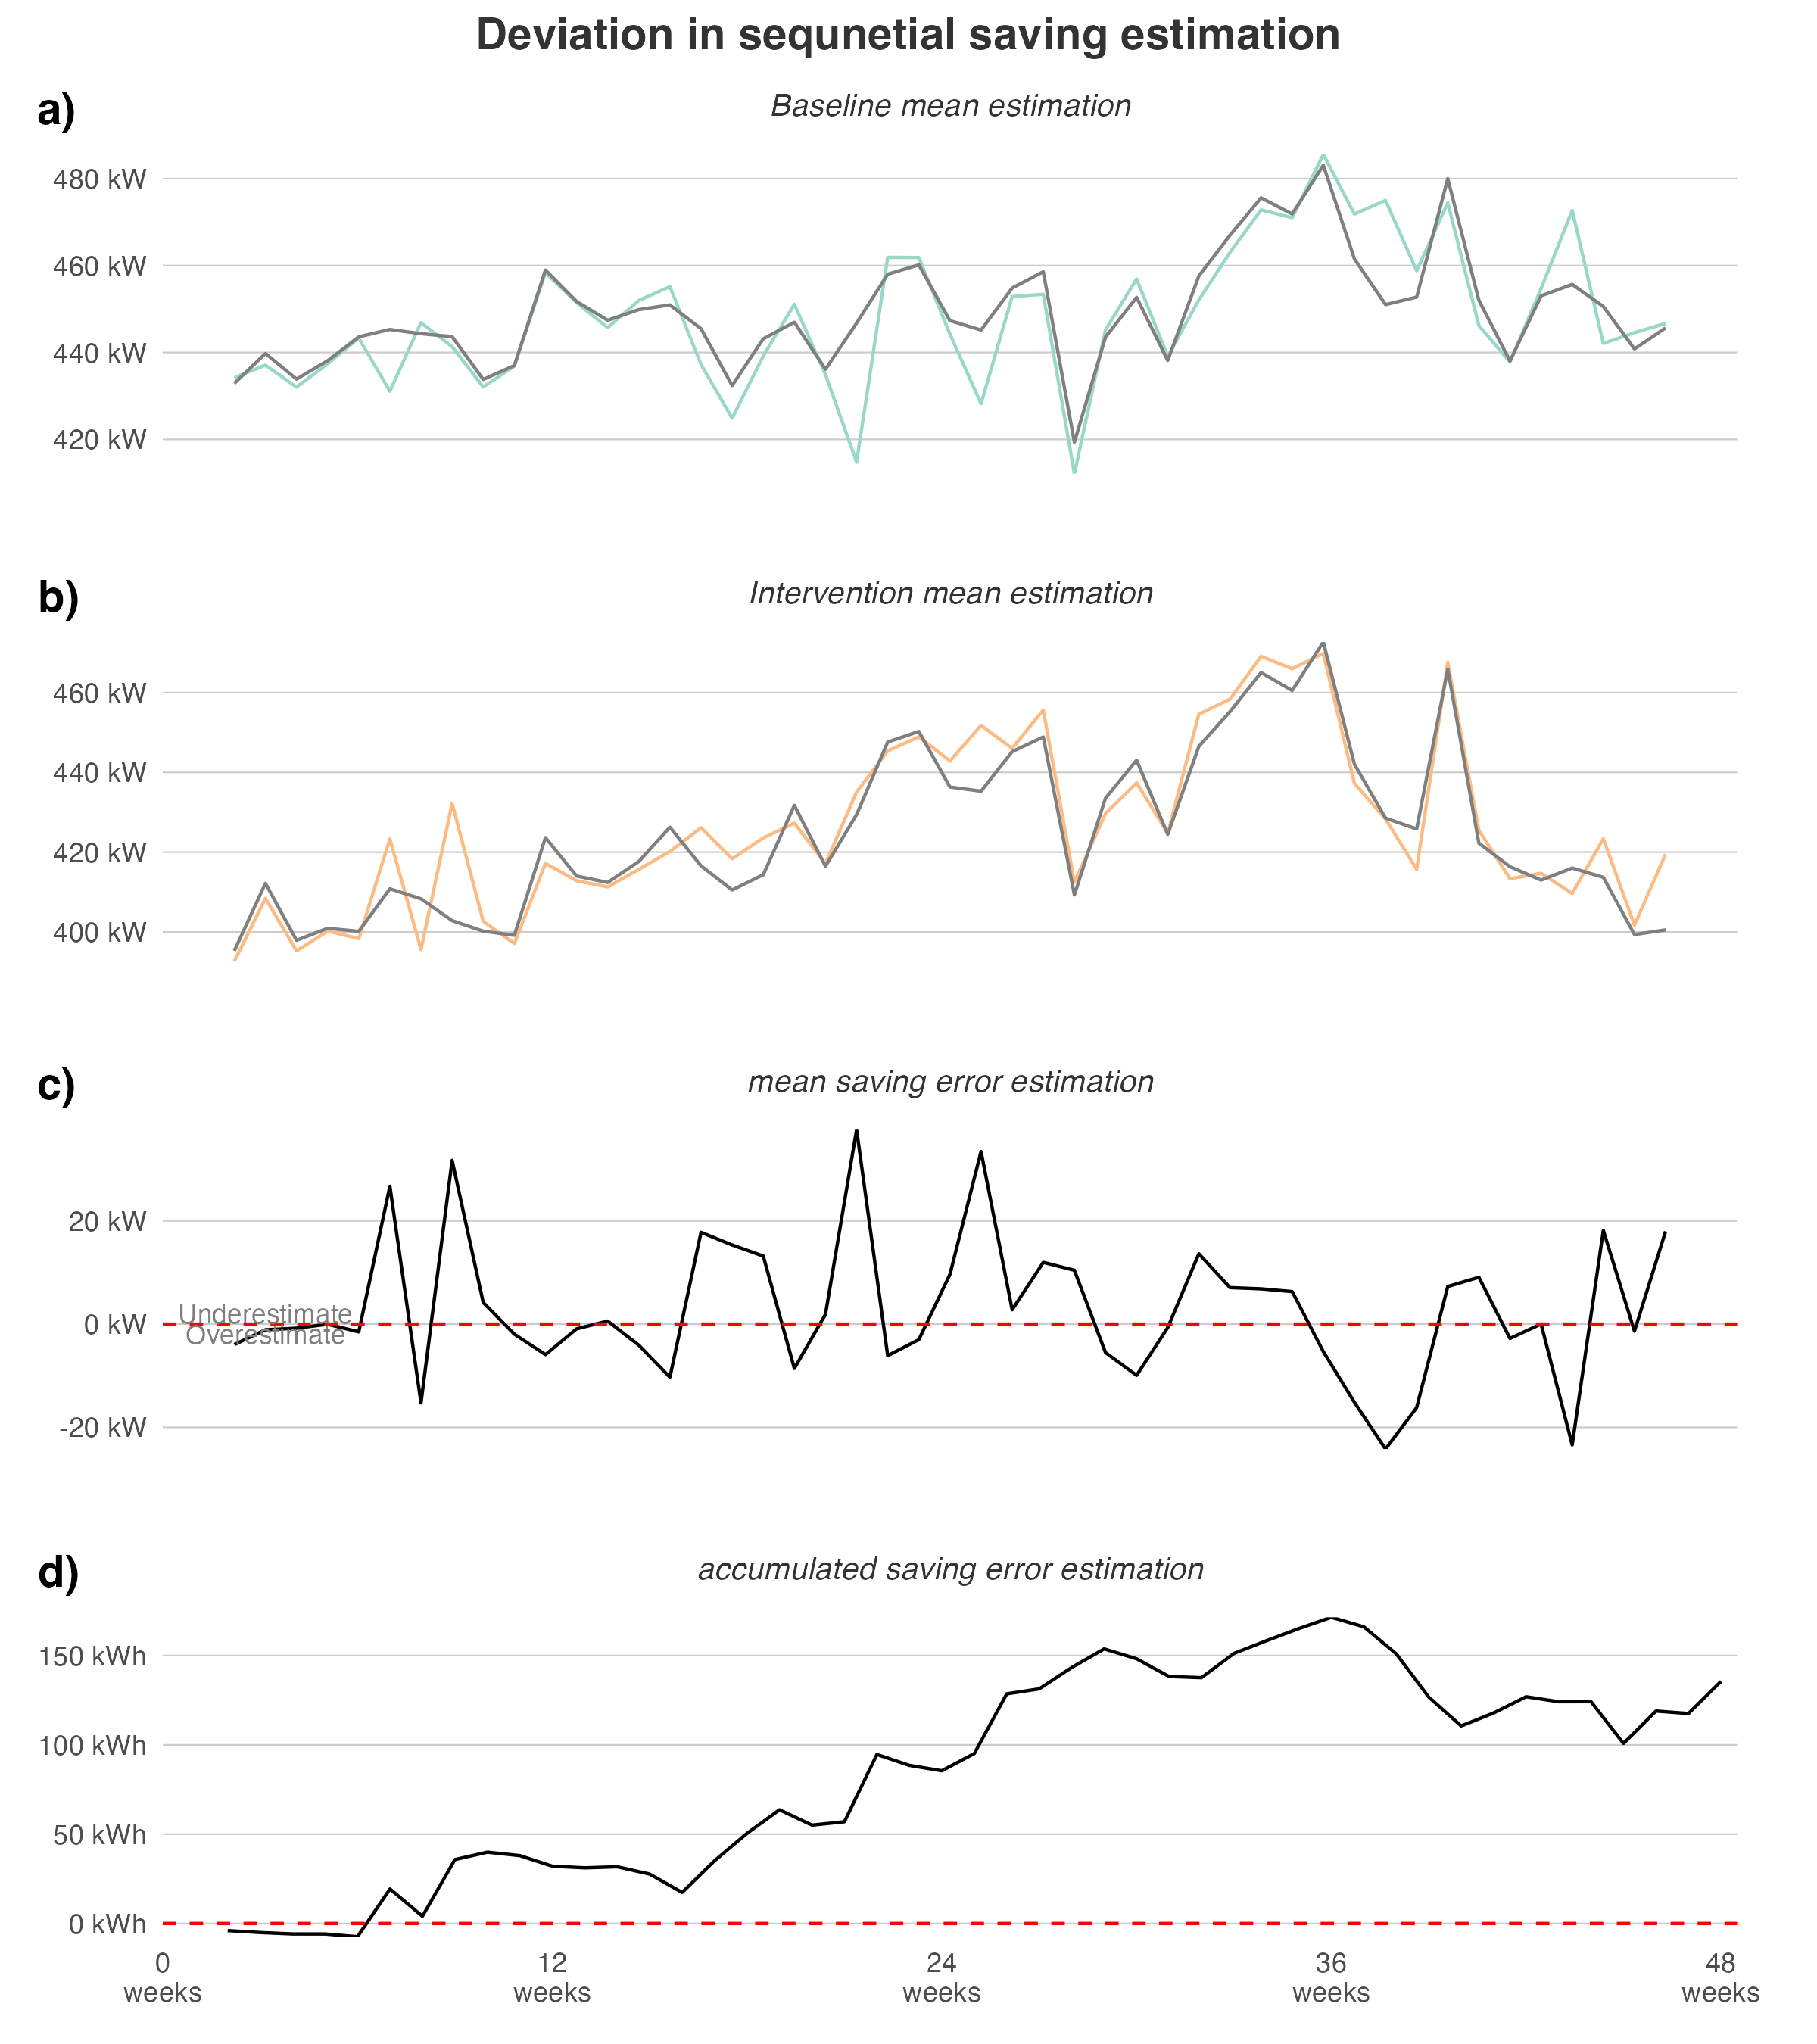 Deviation in sequnetial saving estimation
a)
Baseline mean estimation
480 kW
460 kW
440 kW
420 kW
b)
Intervention mean estimation
460 kW
440 kW
420 kW
400 kW
c)
mean saving error estimation
20 kW
Underestimate
0 kW
Overestimate
-20 kW
d)
accumulated saving error estimation
150 kWh
100 kWh
50 kWh
0 kWh
0 12 24 36 48
weeks weeks weeks weeks weeks